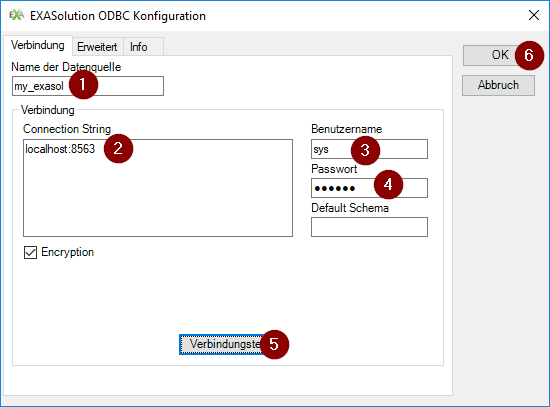 EXA EXASolution ODBC Konfiguration
Verbindung Erweitert Info
OK 6
Name der Datenquelle
my_exasol 1
Abbruch
Verbindung
Connection String
Benutzername
localhost:8563 2
sys 3
Passwort
•••••• 4
Default Schema
Encryption
Verbindungste 5